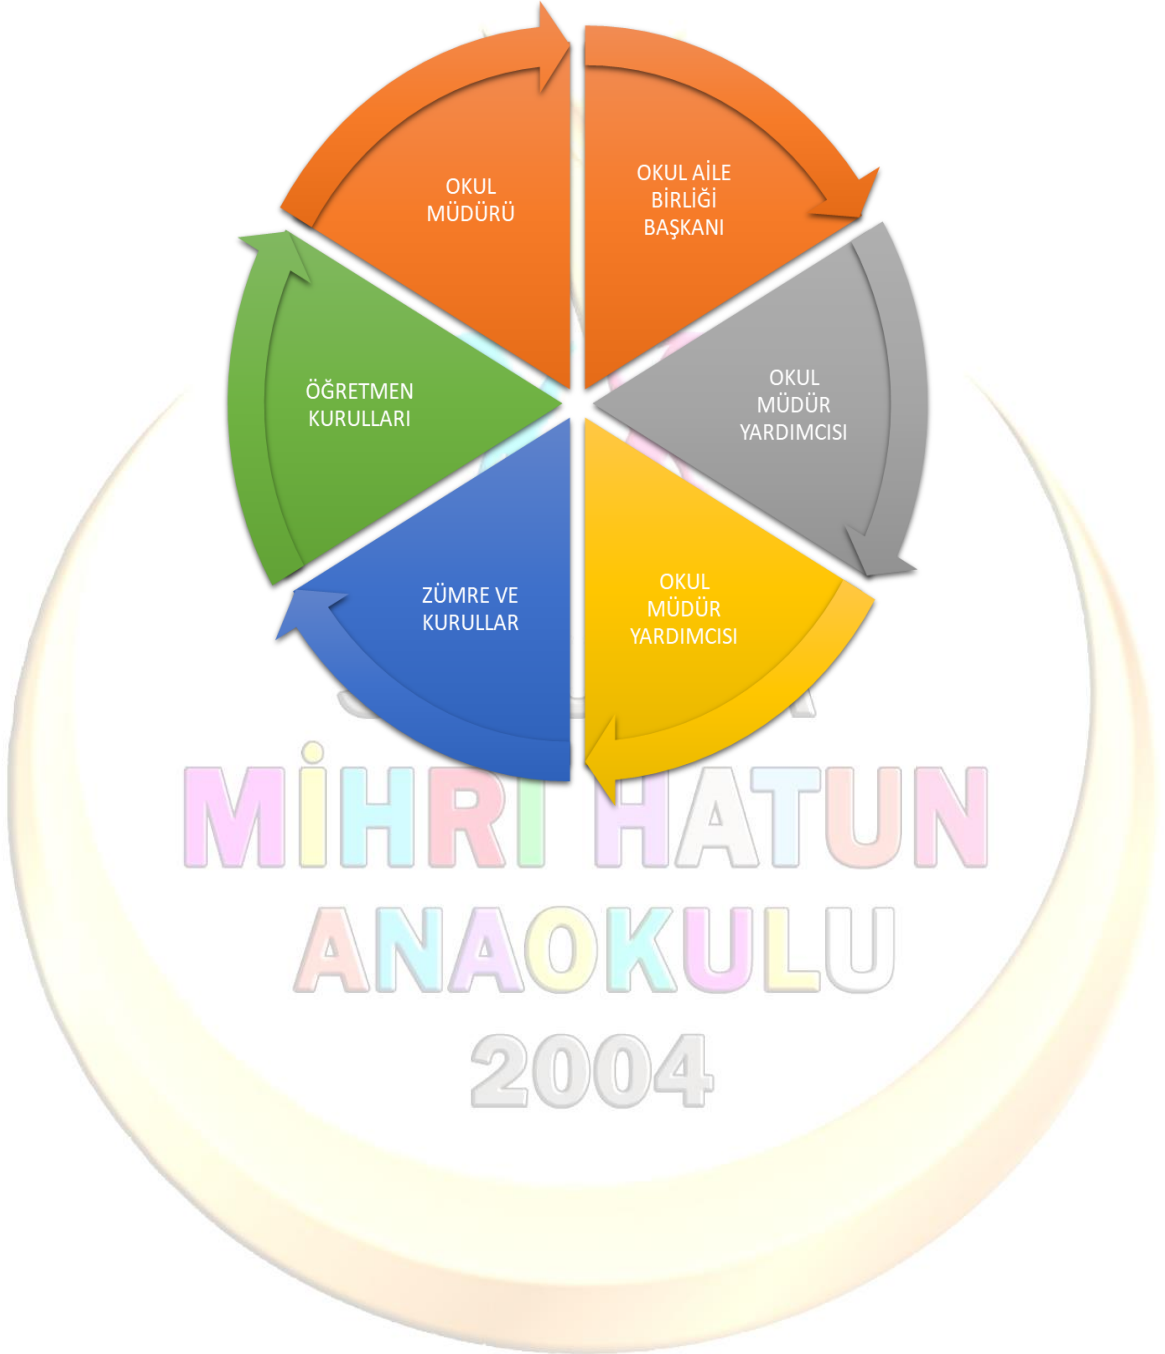 OKUL
MÜDÜRÜ
OKUL AİLE
BİRLİĞİ
BAŞKANI
OKUL
MÜDÜR
YARDIMCISI
OKUL
MÜDÜR
YARDIMCISI
ZÜMRE VE
KURULLAR
ÖĞRETMEN
KURULLARI
MİHRİ HATUN
ANAOKULU
2004